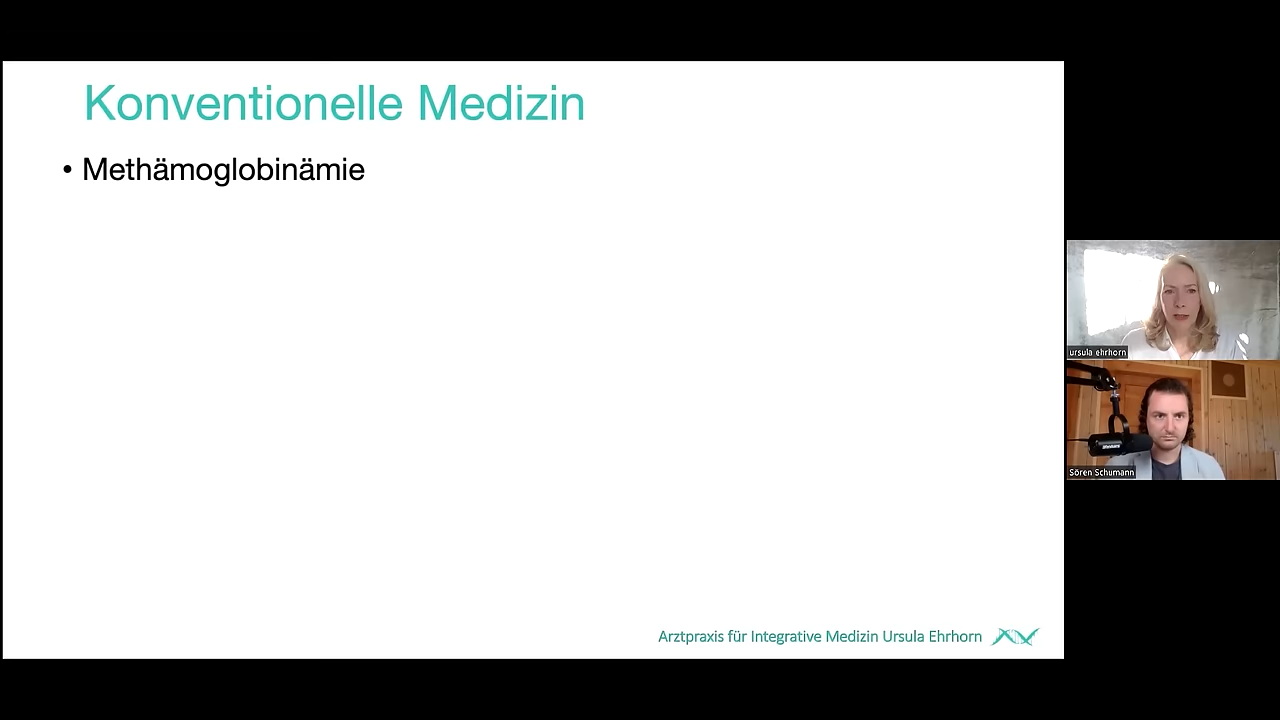 Konventionelle Medizin
• Methämoglobinämie
Arztpraxis für Integrative Medizin Ursula Ehrhorn
ursula ehrhorn
Sören Schumann